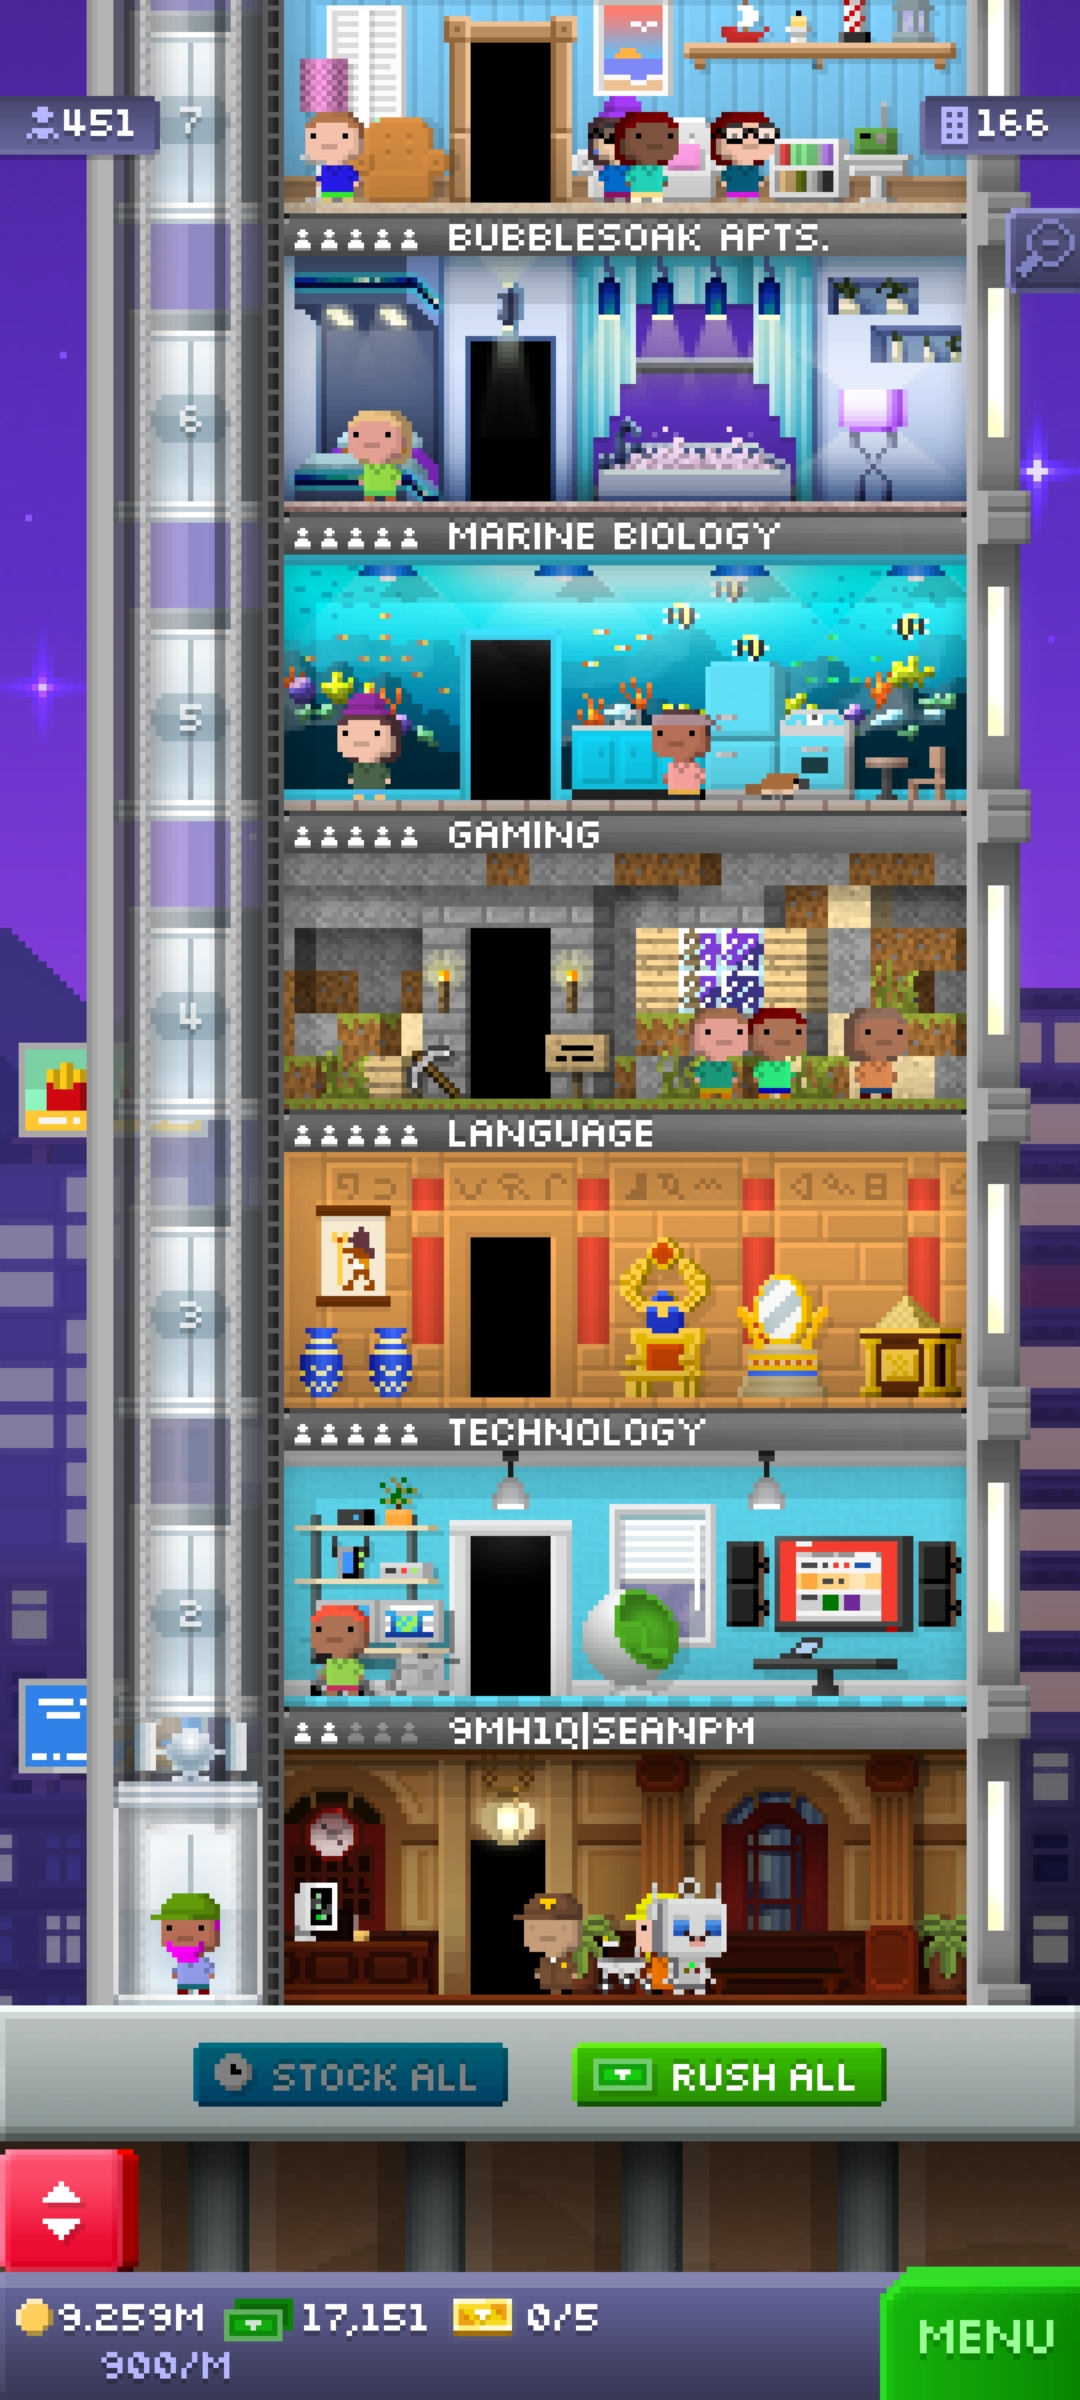 7
451
166
BUBBLESOAK APTS.
6
MARINE BIOLOGY
5
GAMING
4
LANGUAGE
3
TECHNOLOGY
2
9MH1Q|SEANPM
STOCK ALL
RUSH ALL
9.259M
17,151
0/5
900/M
MENU